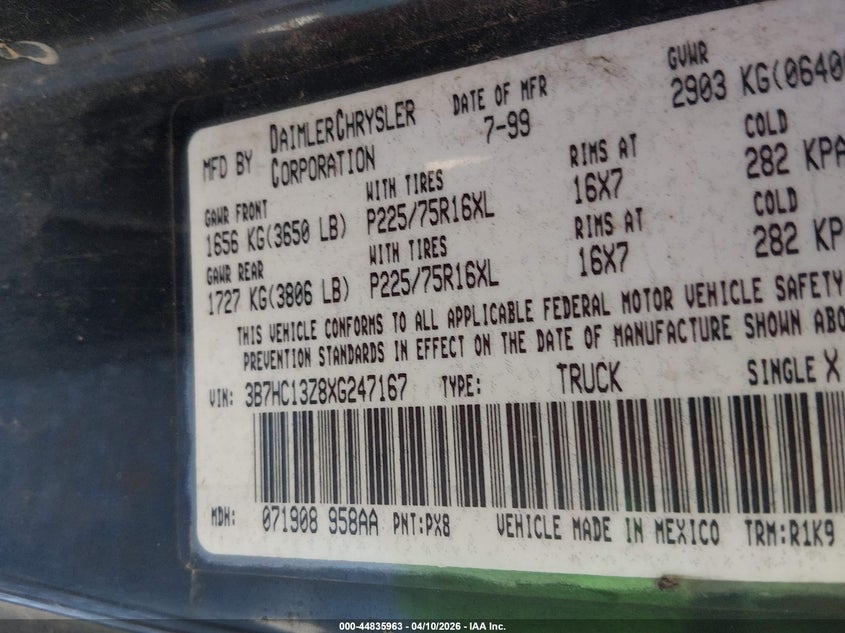 MFD BY DAIMLERCHRYSLER CORPORATION DATE OF MFR 7-99 GVWR 2903 KG(0640
GAWR FRONT WITH TIRES RIMS AT COLD
1656 KG(3650 LB) P225/75R16XL 16X7 282 KPA
GAWR REAR WITH TIRES RIMS AT COLD
1727 KG(3806 LB) P225/75R16XL 16X7 282 KP
THIS VEHICLE CONFORMS TO ALL APPLICABLE FEDERAL MOTOR VEHICLE SAFETY
PREVENTION STANDARDS IN EFFECT ON THE DATE OF MANUFACTURE SHOWN ABO
VIN: 3B7HC13Z8XG247167 TYPE: TRUCK SINGLE X
MDH: 071908 958AA PNT:PX8 VEHICLE MADE IN MEXICO TRM:R1K9
000-44835963 - 04/10/2026 - IAA Inc.